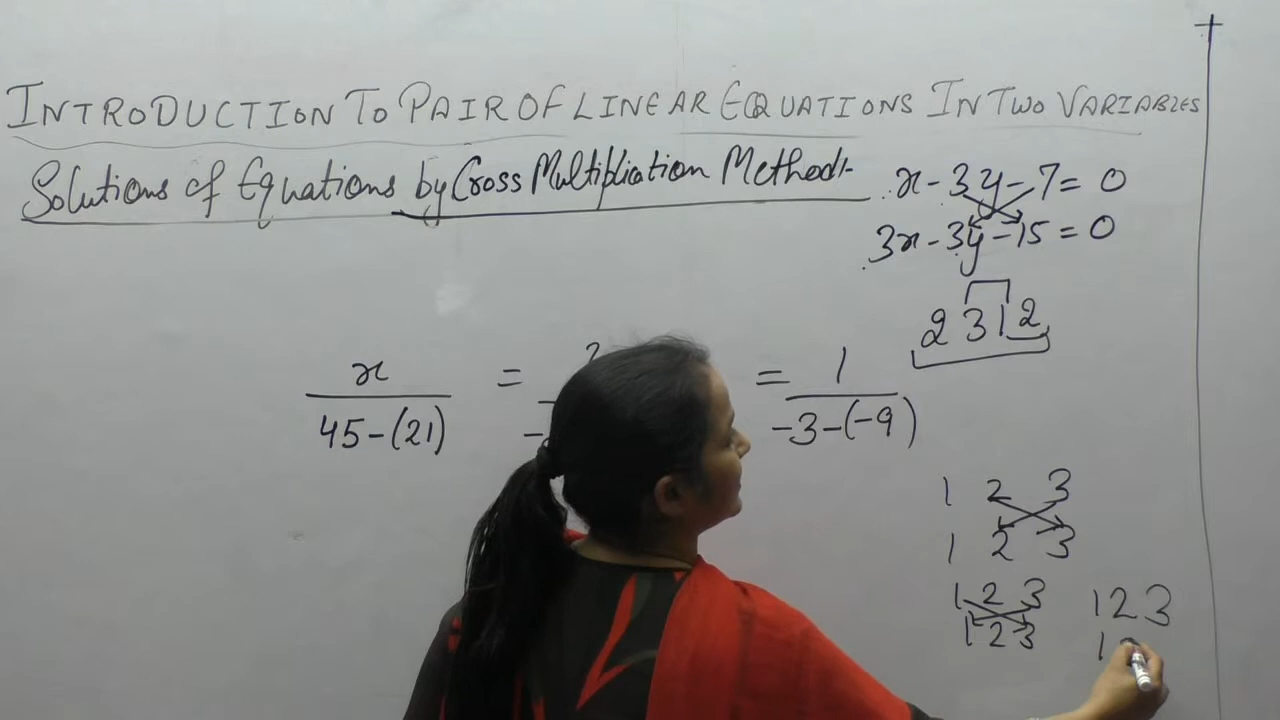 INTRODUCTION TO PAIR OF LINEAR EQUATIONS IN TWO VARIABLES
Solutions of Equations by Cross Multiplication Method:-
x - 3y - 7 = 0
3x - 3y - 15 = 0
2 3 1 2
x = = 1
45-(21) - -3-(-9)
1 2 3
1 2 3
1 2 3 1 2 3
1 2 3 1